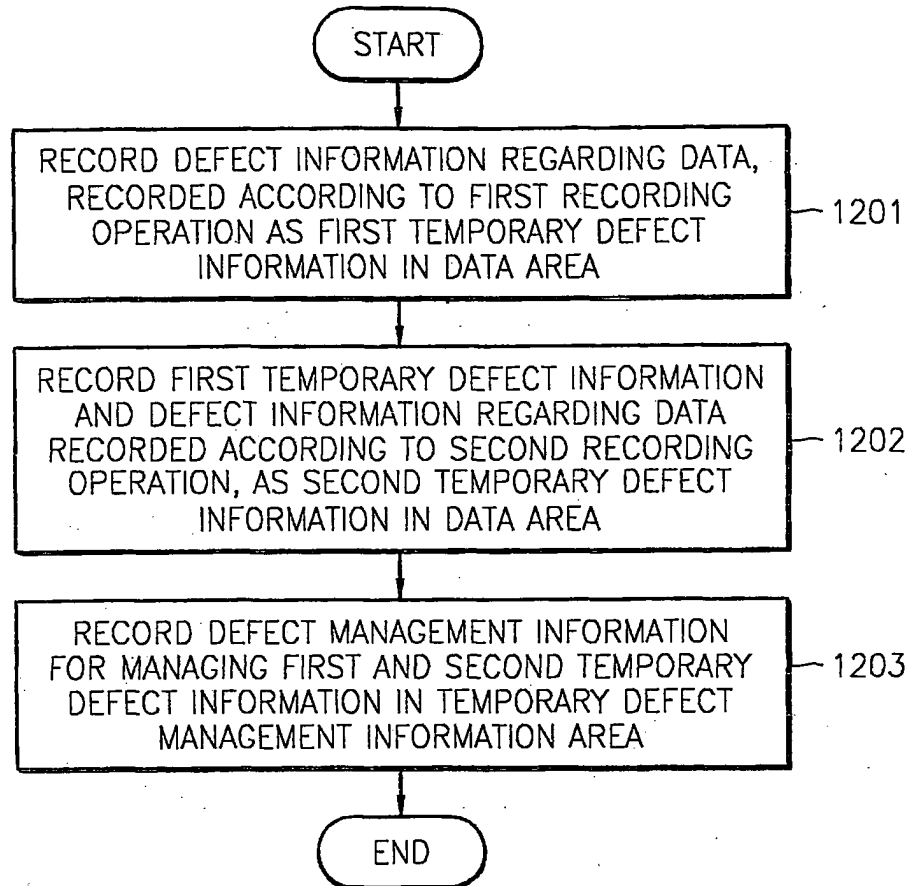 START
RECORD DEFECT INFORMATION REGARDING DATA,
RECORDED ACCORDING TO FIRST RECORDING
OPERATION AS FIRST TEMPORARY DEFECT
INFORMATION IN DATA AREA
1201
RECORD FIRST TEMPORARY DEFECT INFORMATION
AND DEFECT INFORMATION REGARDING DATA
RECORDED ACCORDING TO SECOND RECORDING
OPERATION, AS SECOND TEMPORARY DEFECT
INFORMATION IN DATA AREA
1202
RECORD DEFECT MANAGEMENT INFORMATION
FOR MANAGING FIRST AND SECOND TEMPORARY
DEFECT INFORMATION IN TEMPORARY DEFECT
MANAGEMENT INFORMATION AREA
1203
END